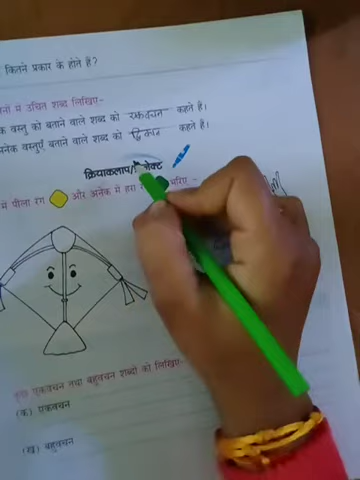 कितने प्रकार के होते हैं?
में उचित शब्द लिखिए-
क वस्तु को बताने वाले शब्द को एकवचन कहते हैं।
नेक वस्तुएँ बताने वाले शब्द को द्विवचन कहते हैं।
क्रियाकलाप/
में पीला रंग और अनेक में हरा भरिए -
कुछ एकवचन तथा बहुवचन शब्दों को लिखिए-
(क) एकवचन
(ख) बहुवचन